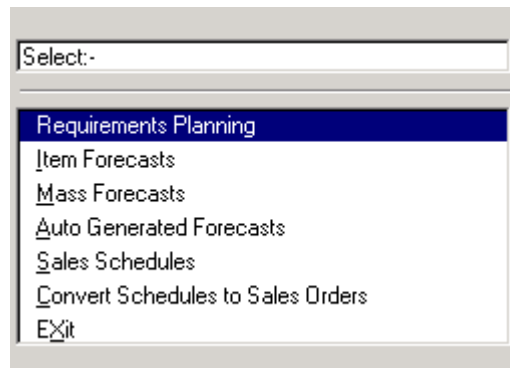 Select:-
Requirements Planning
Item Forecasts
Mass Forecasts
Auto Generated Forecasts
Sales Schedules
Convert Schedules to Sales Orders
EXit